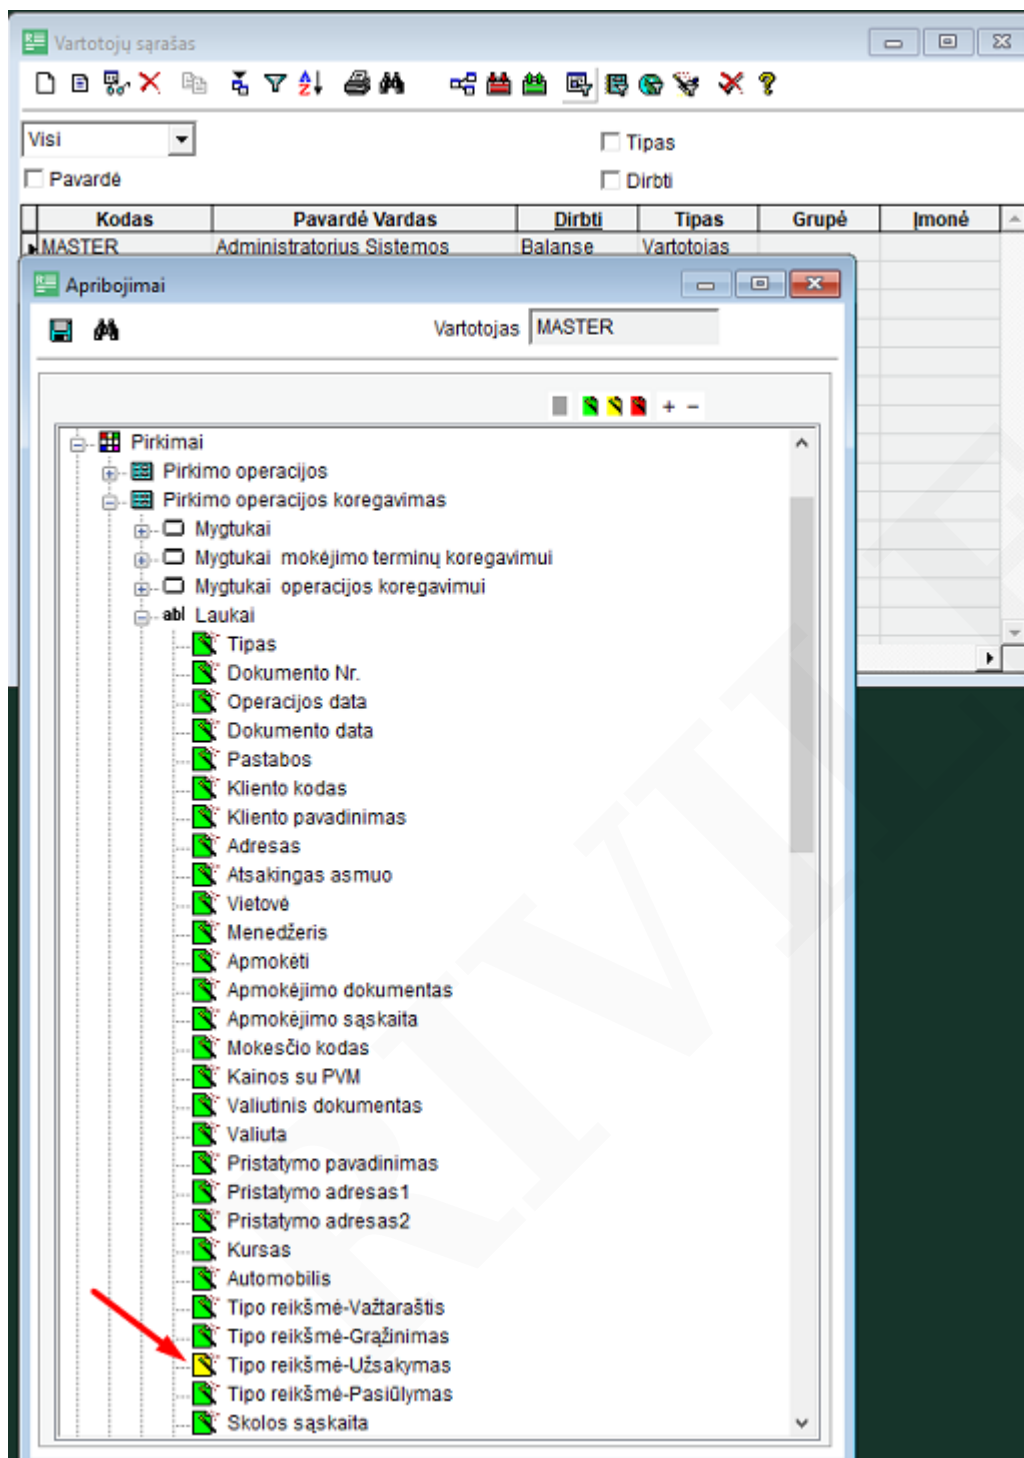 Vartotojų sąrašas
Visi
Tipas
Pavardė
Dirbti
Kodas Pavardė Vardas Dirbti Tipas Grupė Įmonė
MASTER Administratorius Sistemos Balanse Vartotojas
Apribojimai
Vartotojas MASTER
Pirkimai
Pirkimo operacijos
Pirkimo operacijos koregavimas
Mygtukai
Mygtukai mokėjimo terminų koregavimui
Mygtukai operacijos koregavimui
abl Laukai
Tipas
Dokumento Nr.
Operacijos data
Dokumento data
Pastabos
Kliento kodas
Kliento pavadinimas
Adresas
Atsakingas asmuo
Vietovė
Menedžeris
Apmokėti
Apmokėjimo dokumentas
Apmokėjimo sąskaita
Mokesčio kodas
Kainos su PVM
Valiutinis dokumentas
Valiuta
Pristatymo pavadinimas
Pristatymo adresas1
Pristatymo adresas2
Kursas
Automobilis
Tipo reikšmė-Važtaraštis
Tipo reikšmė-Grąžinimas
Tipo reikšmė-Užsakymas
Tipo reikšmė-Pasiūlymas
Skolos sąskaita
RIVILE